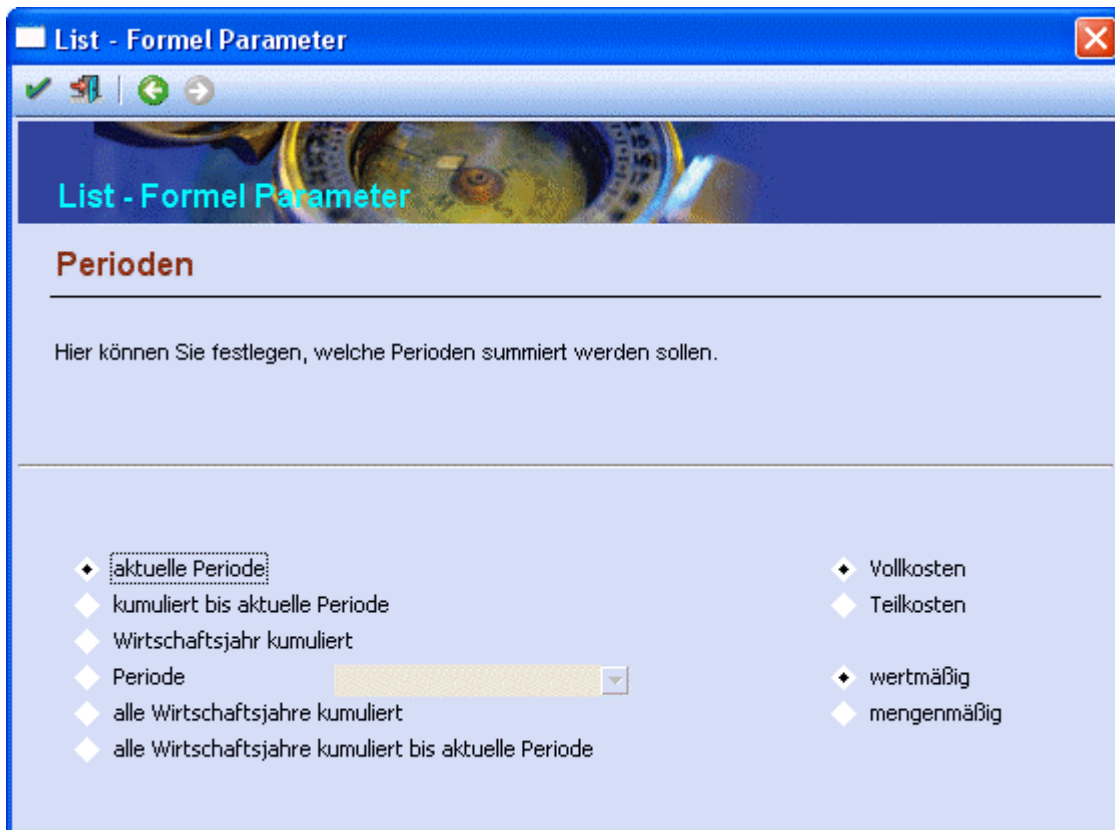 List - Formel Parameter
List - Formel Parameter
Perioden
Hier können Sie festlegen, welche Perioden summiert werden sollen.
aktuelle Periode
kumuliert bis aktuelle Periode
Wirtschaftsjahr kumuliert
Periode
alle Wirtschaftsjahre kumuliert
alle Wirtschaftsjahre kumuliert bis aktuelle Periode
Vollkosten
Teilkosten
wertmäßig
mengenmäßig